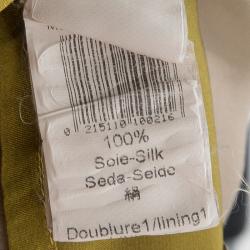 0 215110 100216
100%
Soie-Silk
Seda-Seide
絹
Doublure1/lining1